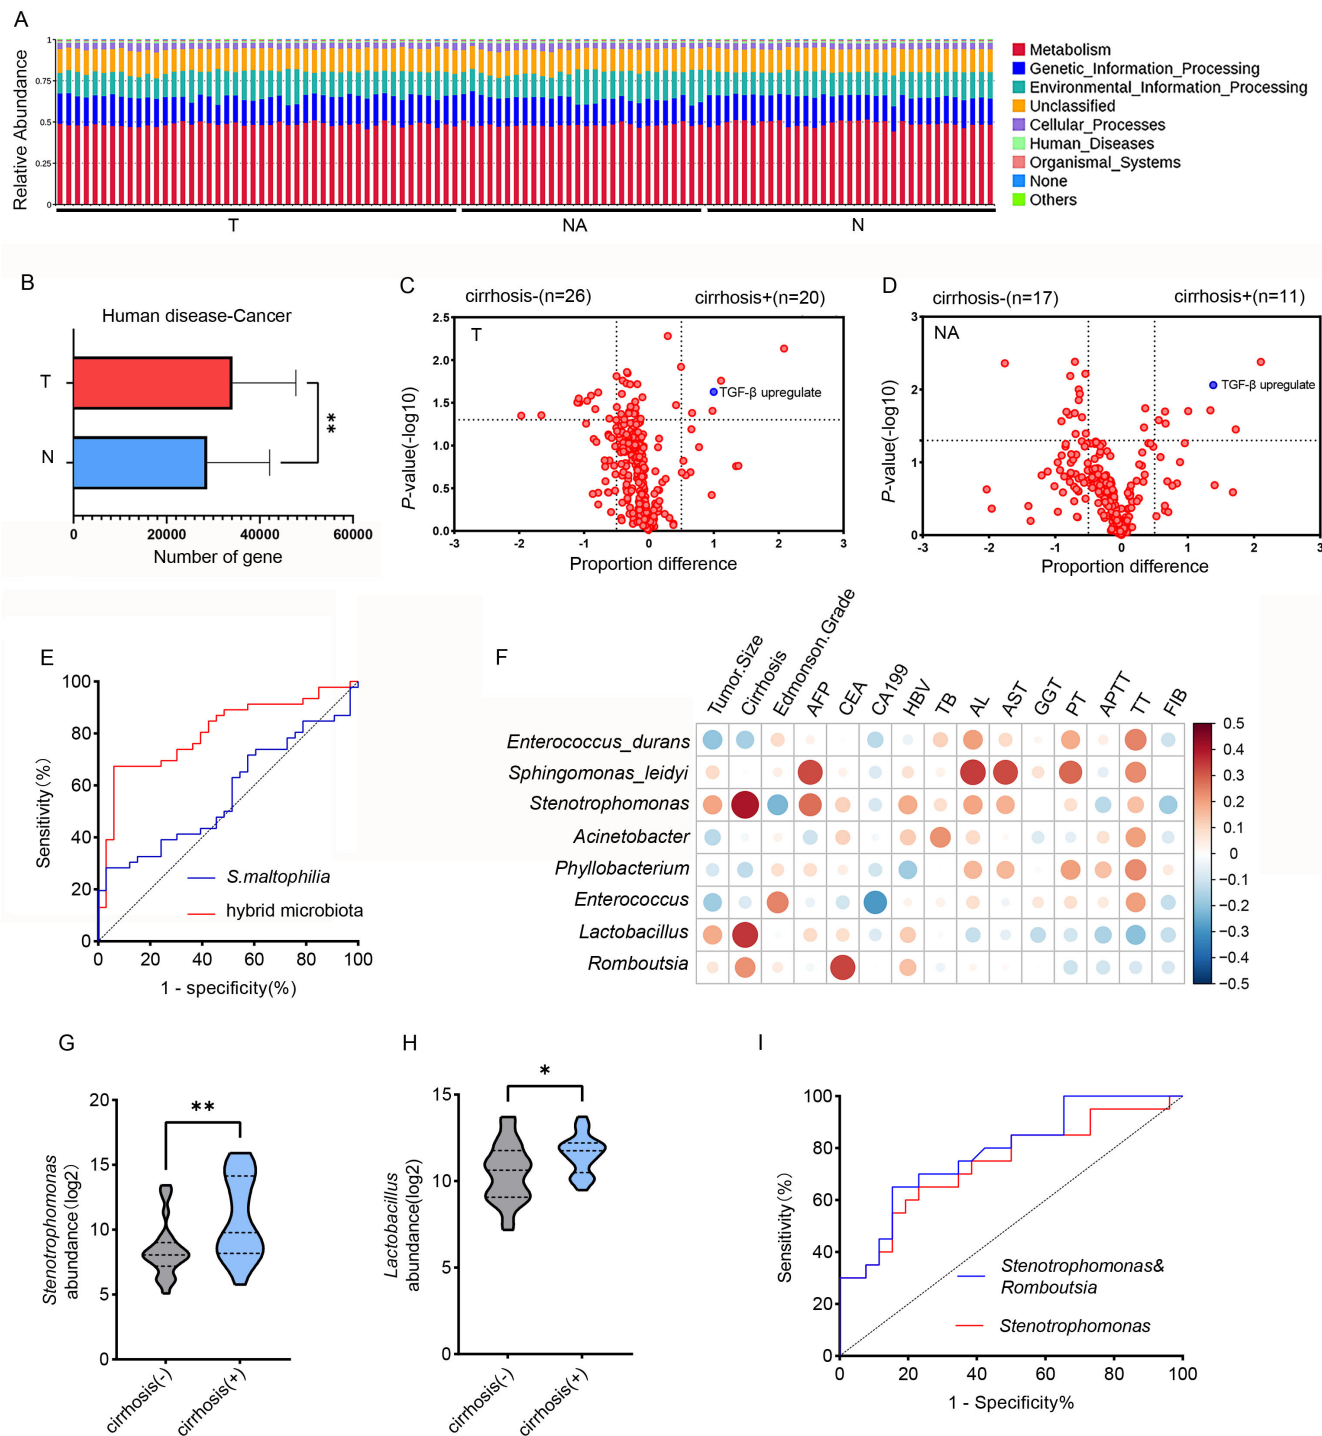 A
Relative Abundance
1
0.75
0.5
0.25
0
T
NA
N
Metabolism
Genetic_Information_Processing
Environmental_Information_Processing
Unclassified
Cellular_Processes
Human_Diseases
Organismal_Systems
None
Others
B
Human disease-Cancer
T
N
**
0
20000
40000
60000
Number of gene
C
cirrhosis-(n=26)
cirrhosis+(n=20)
T
TGF-β upregulate
P-value(-log10)
2.5
2.0
1.5
1.0
0.5
0.0
-3
-2
-1
0
1
2
3
Proportion difference
D
cirrhosis-(n=17)
cirrhosis+(n=11)
NA
TGF-β upregulate
P-value(-log10)
3
2
1
0
-3
-2
-1
0
1
2
3
Proportion difference
E
Sensitivity(%)
100
80
60
40
20
0
S.maltophilia
hybrid microbiota
0
20
40
60
80
100
1 - specificity(%)
F
Tumor.Size
Cirrhosis
Edmonson.Grade
AFP
CEA
CA199
HBV
TB
AL
AST
GGT
PT
APTT
TT
FIB
Enterococcus_durans
Sphingomonas_leidyi
Stenotrophomonas
Acinetobacter
Phyllobacterium
Enterococcus
Lactobacillus
Romboutsia
0.5
0.4
0.3
0.2
0.1
0
−0.1
−0.2
−0.3
−0.4
−0.5
G
Stenotrophomonas
abundance(log2)
20
15
10
5
0
**
cirrhosis(-)
cirrhosis(+)
H
Lactobacillus
abundance(log2)
15
10
5
0
*
cirrhosis(-)
cirrhosis(+)
I
Sensitivity(%)
100
80
60
40
20
0
Stenotrophomonas&
Romboutsia
Stenotrophomonas
0
20
40
60
80
100
1 - Specificity%